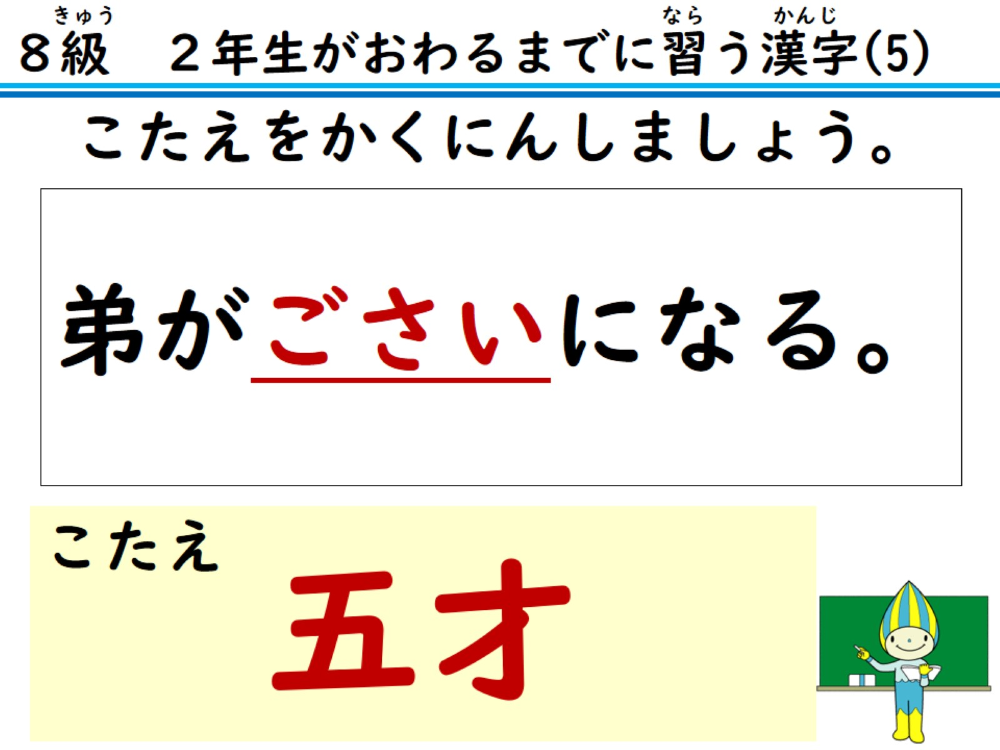 きゅう なら かんじ
８級　２年生がおわるまでに習う漢字(5)
こたえをかくにんしましょう。
弟がごさいになる。
こたえ
五才